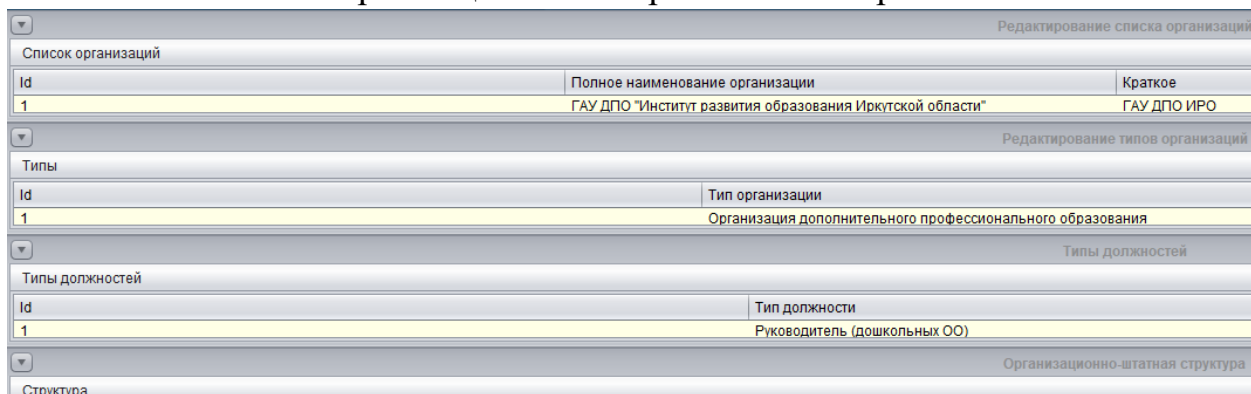 Редактирование списка организаций
Список организаций
Id Полное наименование организации Краткое
1 ГАУ ДПО "Институт развития образования Иркутской области" ГАУ ДПО ИРО
Редактирование типов организаций
Типы
Id Тип организации
1 Организация дополнительного профессионального образования
Типы должностей
Типы должностей
Id Тип должности
1 Руководитель (дошкольных ОО)
Организационно-штатная структура
Структура